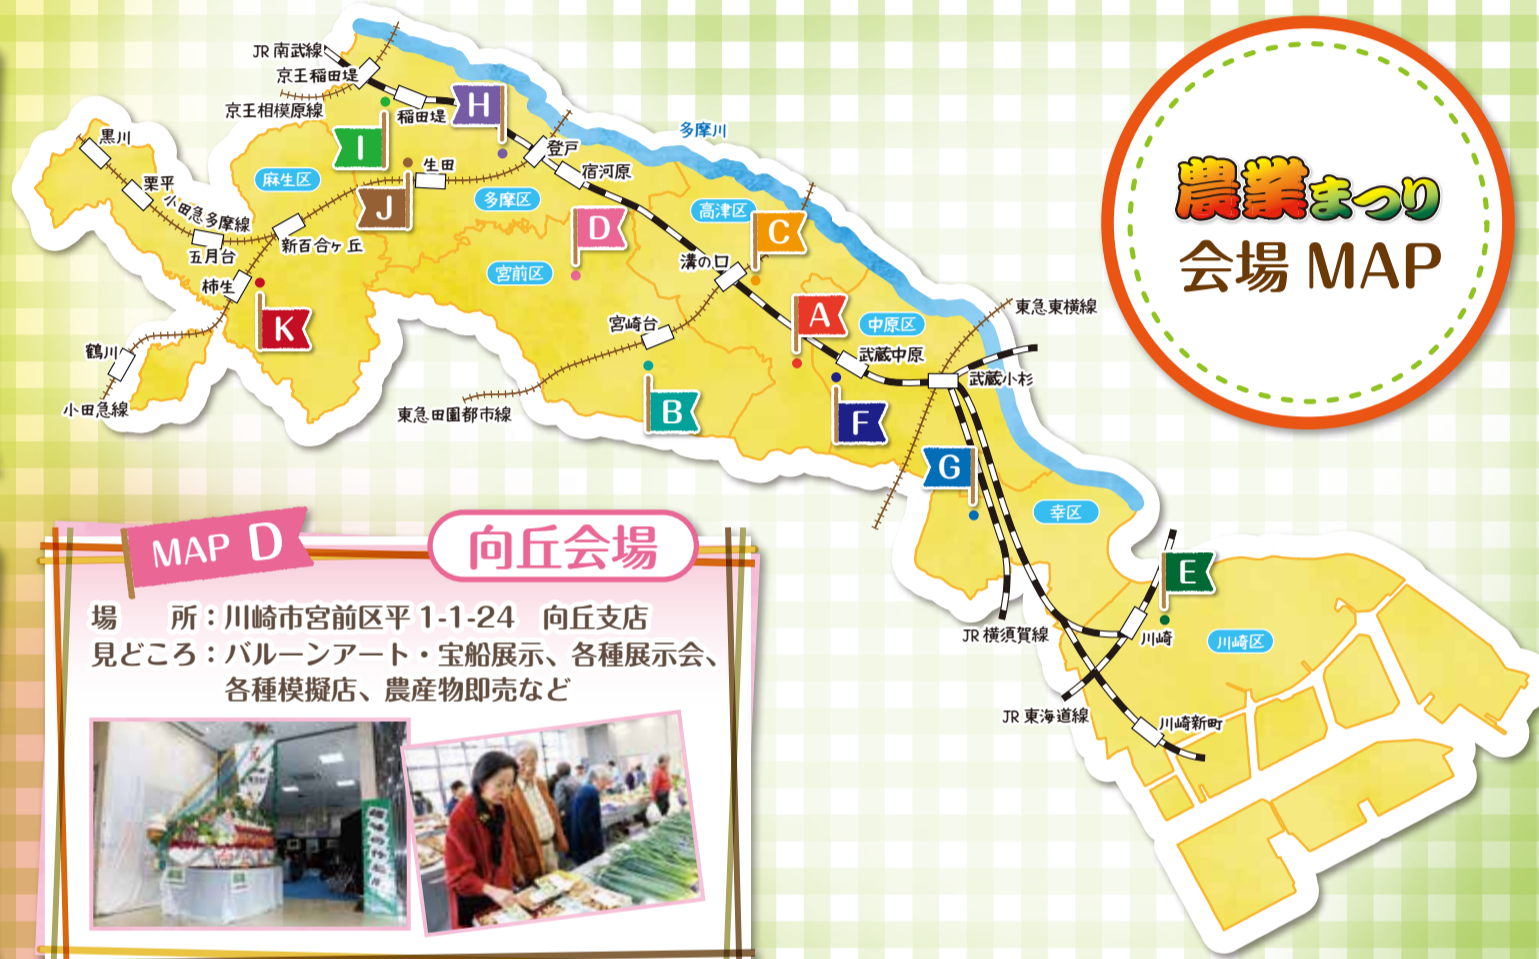 農業まつり
会場 MAP
JR 南武線
京王稲田堤
京王相模原線
稲田堤
H
I
多摩川
登戸
宿河原
生田
J
黒川
栗平
小田急多摩線
五月台
新百合ヶ丘
麻生区
多摩区
D
高津区
C
宮前区
溝の口
柿生
K
鶴川
小田急線
宮崎台
A
中原区
武蔵中原
東急東横線
武蔵小杉
東急田園都市線
B
F
G
幸区
E
JR 横須賀線
川崎
川崎区
JR 東海道線
川崎新町
MAP D
向丘会場
場　　所：川崎市宮前区平 1-1-24　向丘支店
見どころ：バルーンアート・宝船展示、各種展示会、
各種模擬店、農産物即売など